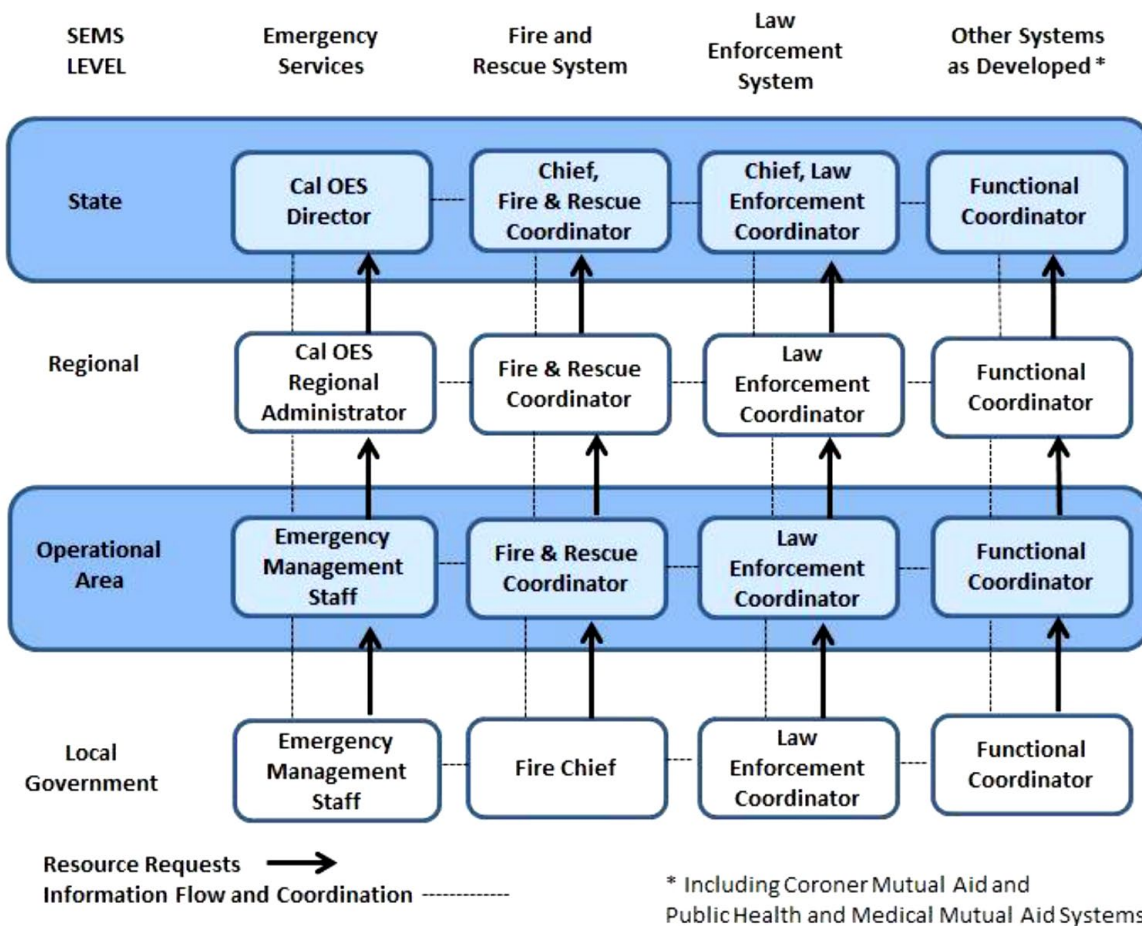 SEMS
LEVEL
Emergency
Services
Fire and
Rescue System
Law
Enforcement
System
Other Systems
as Developed *
State
Cal OES
Director
Chief,
Fire & Rescue
Coordinator
Chief, Law
Enforcement
Coordinator
Functional
Coordinator
Regional
Cal OES
Regional
Administrator
Fire & Rescue
Coordinator
Law
Enforcement
Coordinator
Functional
Coordinator
Operational
Area
Emergency
Management
Staff
Fire & Rescue
Coordinator
Law
Enforcement
Coordinator
Functional
Coordinator
Local
Government
Emergency
Management
Staff
Fire Chief
Law
Enforcement
Coordinator
Functional
Coordinator
Resource Requests
Information Flow and Coordination
* Including Coroner Mutual Aid and
Public Health and Medical Mutual Aid Systems